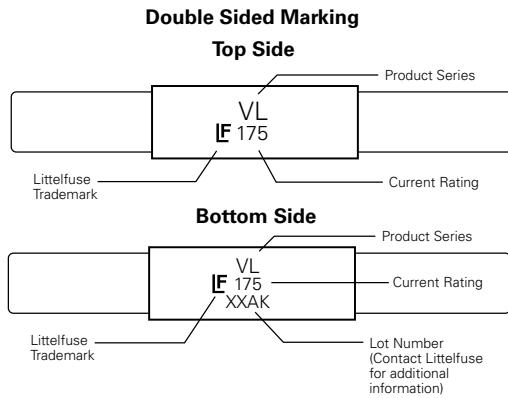 Double Sided Marking
Top Side
Product Series
VL
LF 175
Littelfuse
Trademark
Current Rating
Bottom Side
Product Series
VL
LF 175
Current Rating
XXAK
Littelfuse
Trademark
Lot Number
(Contact Littelfuse
for additional
information)